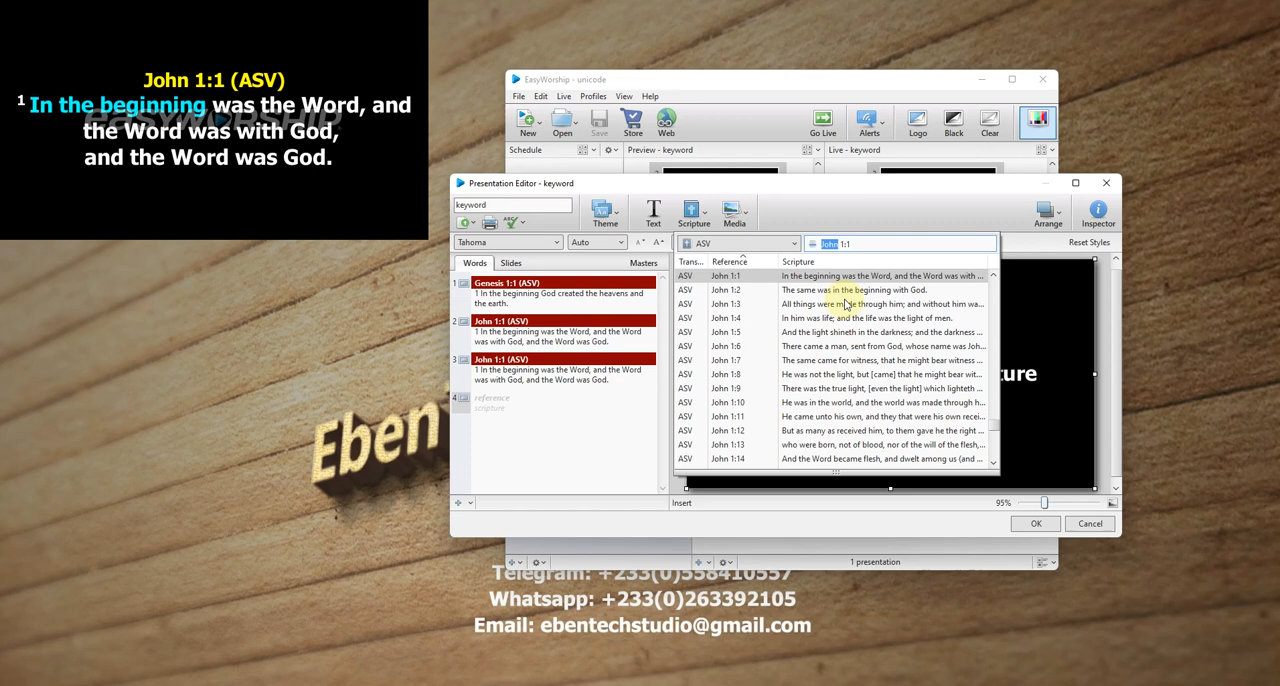 John 1:1 (ASV)
1 In the beginning was the Word, and
the Word was with God,
and the Word was God.
EasyWorship - unicode
File Edit Live Profiles View Help
New Open Save Store Web Go Live Alerts Logo Black Clear
Schedule Preview - keyword Live - keyword
Presentation Editor - keyword
keyword
Theme Text Scripture Media Arrange Inspector
Tahoma Auto A A ASV John 1:1 Reset Styles
Words Slides Masters
Trans... Reference Scripture
1 Genesis 1:1 (ASV)
1 In the beginning God created the heavens and
the earth.
2 John 1:1 (ASV)
1 In the beginning was the Word, and the Word
was with God, and the Word was God.
3 John 1:1 (ASV)
1 In the beginning was the Word, and the Word
was with God, and the Word was God.
4 reference
scripture
ASV John 1:1 In the beginning was the Word, and the Word was with ...
ASV John 1:2 The same was in the beginning with God.
ASV John 1:3 All things were made through him; and without him wa...
ASV John 1:4 In him was life; and the life was the light of men.
ASV John 1:5 And the light shineth in the darkness; and the darkness ...
ASV John 1:6 There came a man, sent from God, whose name was Joh...
ASV John 1:7 The same came for witness, that he might bear witness ...
ASV John 1:8 He was not the light, but [came] that he might bear wit...
ASV John 1:9 There was the true light, [even the light] which lighteth ...
ASV John 1:10 He was in the world, and the world was made through h...
ASV John 1:11 He came unto his own, and they that were his own recei...
ASV John 1:12 But as many as received him, to them gave he the right ...
ASV John 1:13 who were born, not of blood, nor of the will of the flesh,...
ASV John 1:14 And the Word became flesh, and dwelt among us (and ...
ture
Eben
Insert 95%
OK Cancel
1 presentation
Telegram: +233(0)558410557
Whatsapp: +233(0)263392105
Email: ebentechstudio@gmail.com